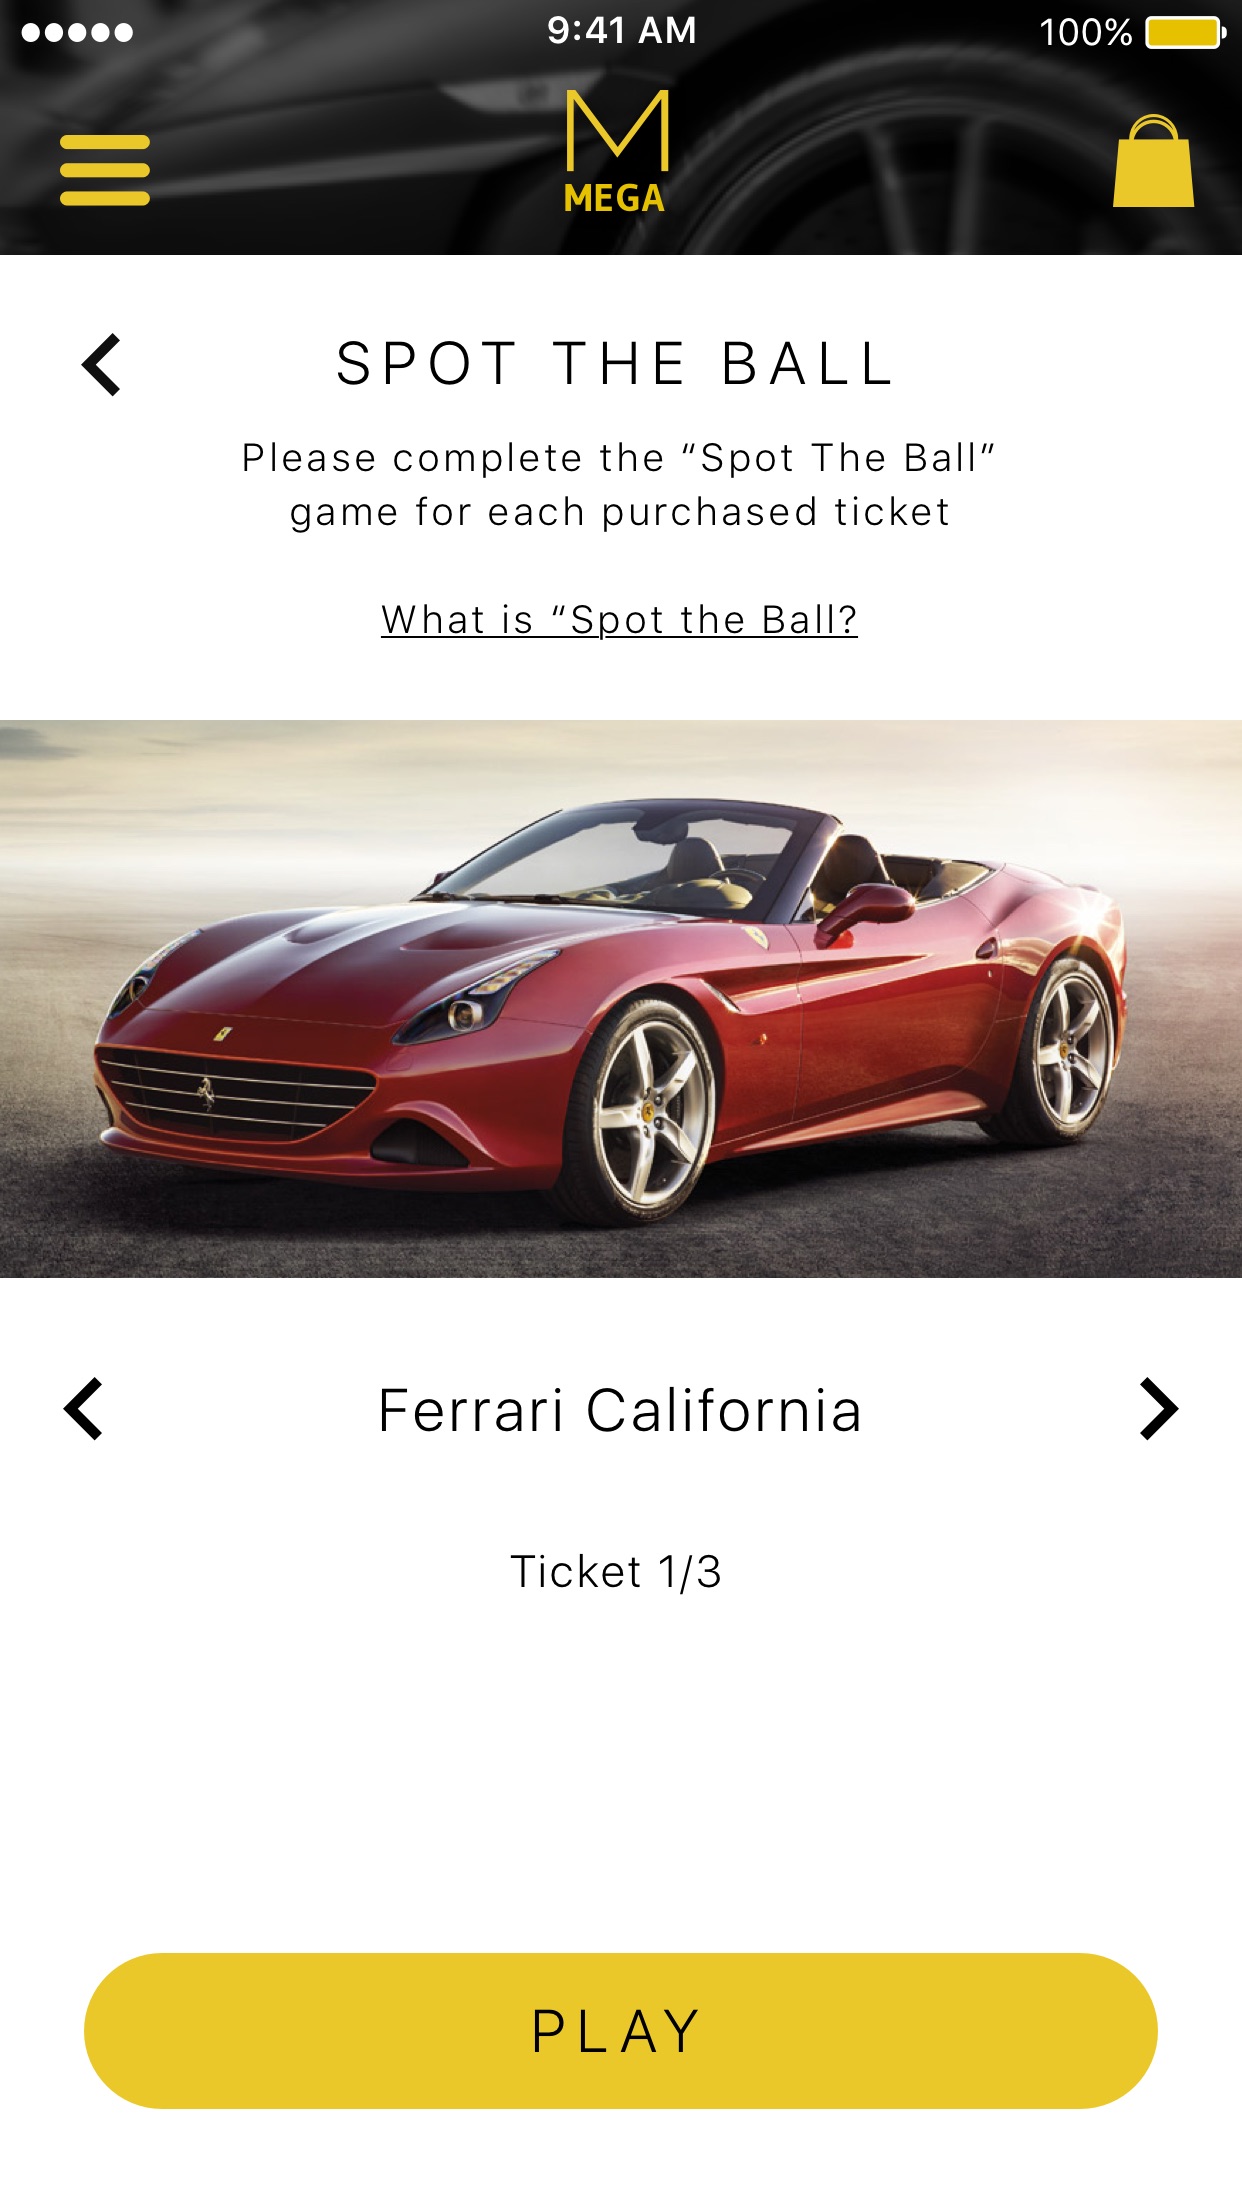 9:41 AM
100%
M
MEGA
SPOT THE BALL
Please complete the “Spot The Ball”
game for each purchased ticket
What is “Spot the Ball?
Ferrari California
Ticket 1/3
PLAY